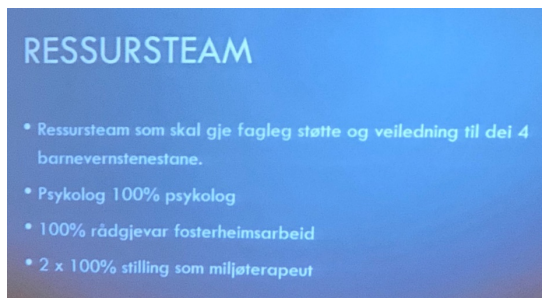 RESSURSTEAM
• Ressursteam som skal gje fagleg støtte og veiledning til dei 4
barnevernstenestane.
• Psykolog 100% psykolog
• 100% rådgjevar fosterheimsarbeid
• 2 x 100% stilling som miljøterapeut